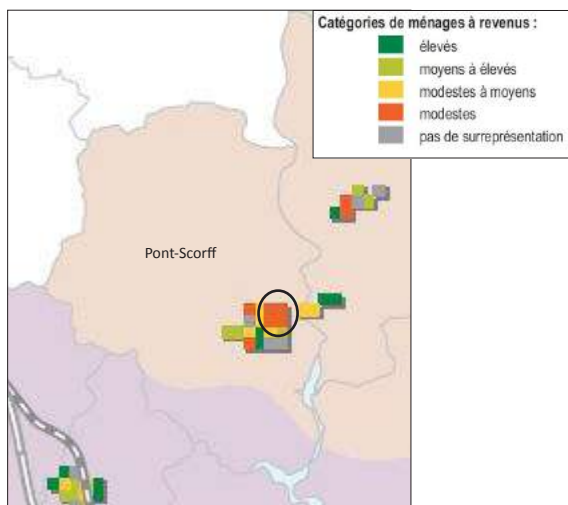 Catégories de ménages à revenus :
élevés
moyens à élevés
modestes à moyens
modestes
pas de surreprésentation
Pont-Scorff